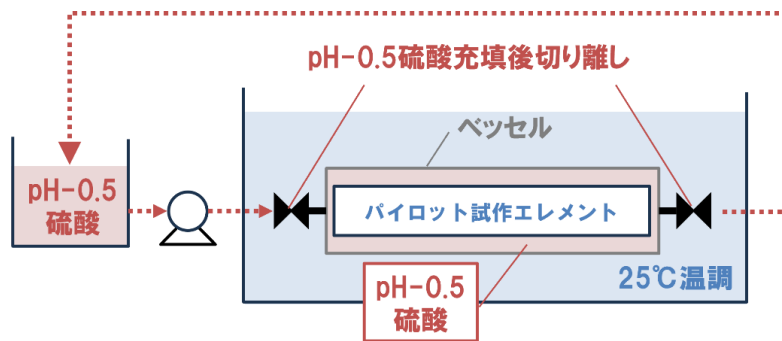 pH-0.5硫酸充填後切り離し
ベッセル
pH-0.5
硫酸
パイロット試作エレメント
25℃温調
pH-0.5
硫酸